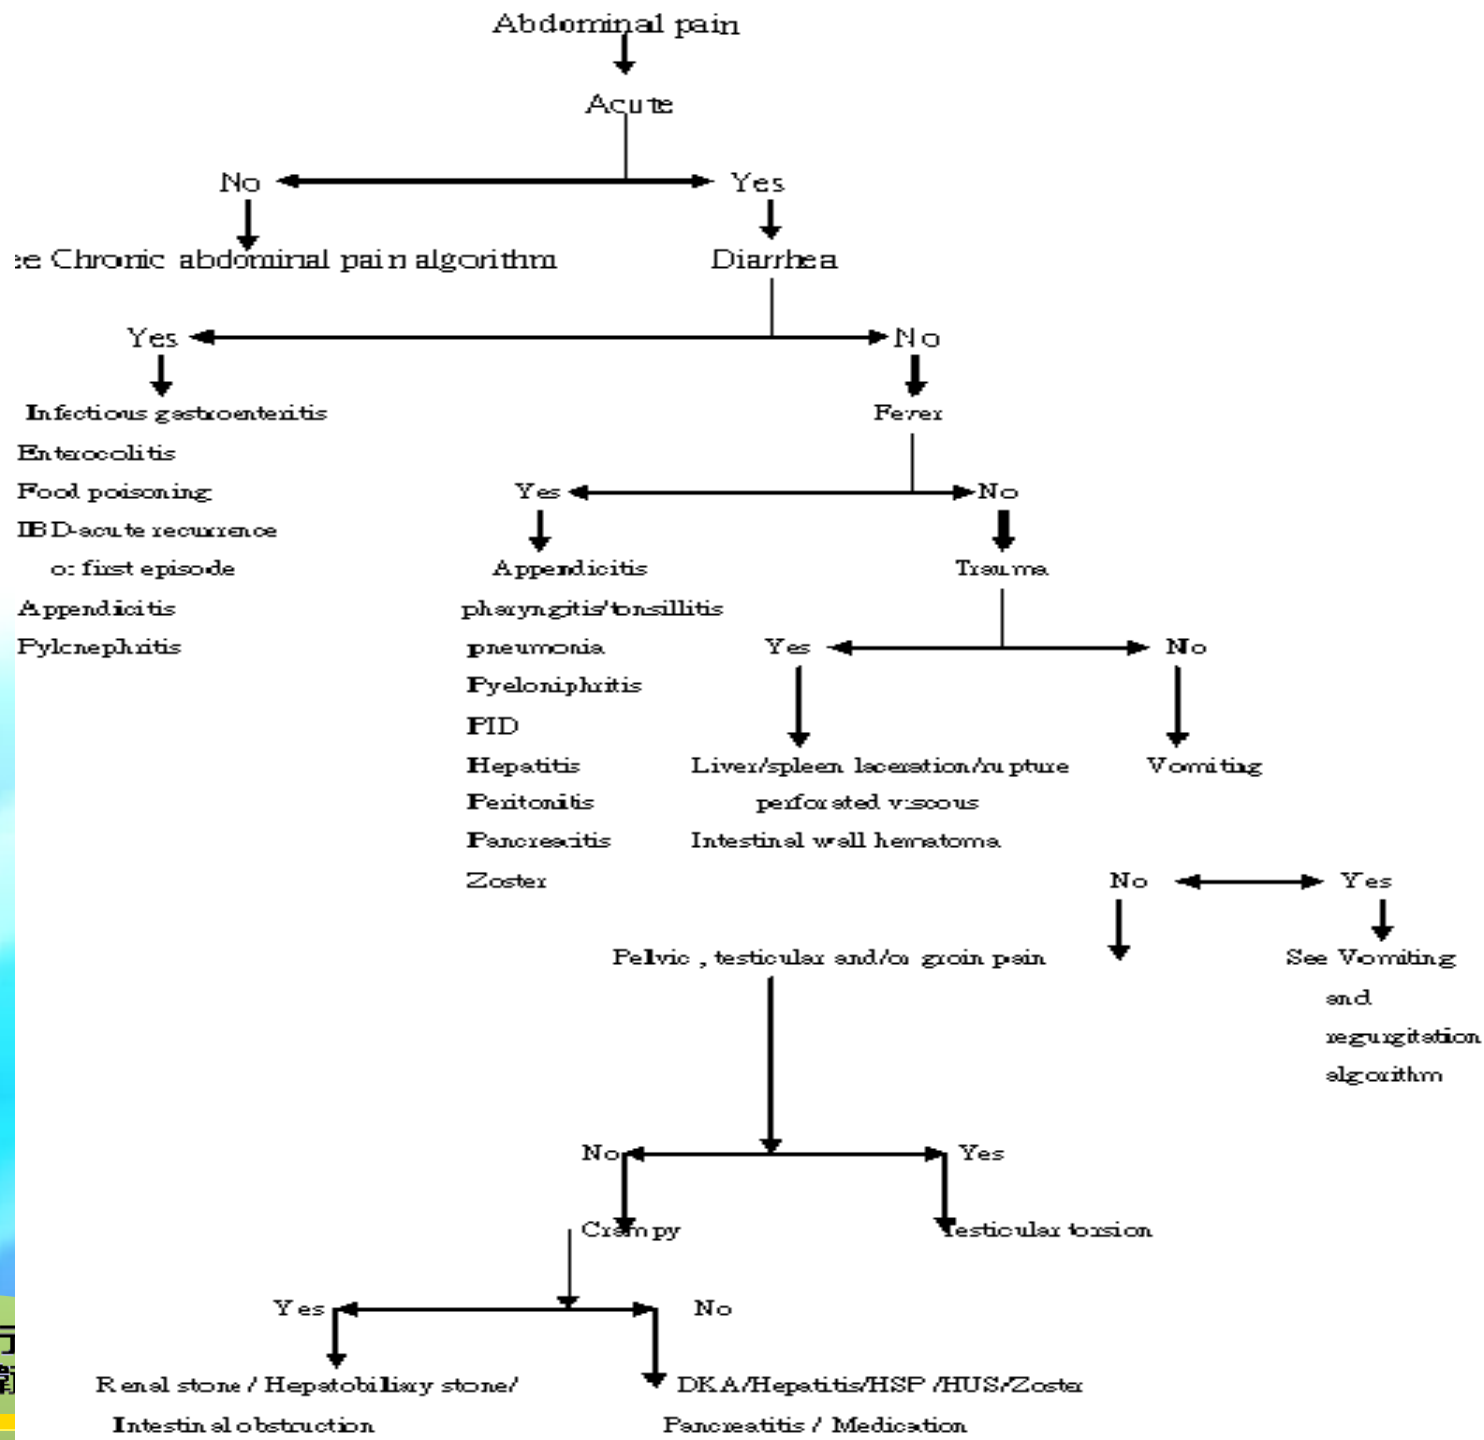 Abdominal pain
Acute
No Yes
ee Chronic abdominal pain algorithm Diarrhea
Yes No
Infectious gastroenteritis Fever
Enterocolitis
Food poisoning Yes No
IBD-acute recurrence
or first episode Appendicitis Trauma
Appendicitis pharyngitis/tonsillitis
Pylonephritis pneumonia Yes No
Pyeloniphritis
PID
Hepatitis Liver/spleen laceration/rupture Vomiting
Peritonitis perforated viscous
Pancreatitis Intestinal wall hematoma
Zoster No Yes
Pelvic , testicular and/or groin pain See Vomiting
and
regurgitation
algorithm
No Yes
Crampy Testicular torsion
Yes No
行
Renal stone / Hepatobiliary stone/ DKA/Hepatitis/HSP /HUS/Zoster
Intestinal obstruction Pancreatitis / Medication